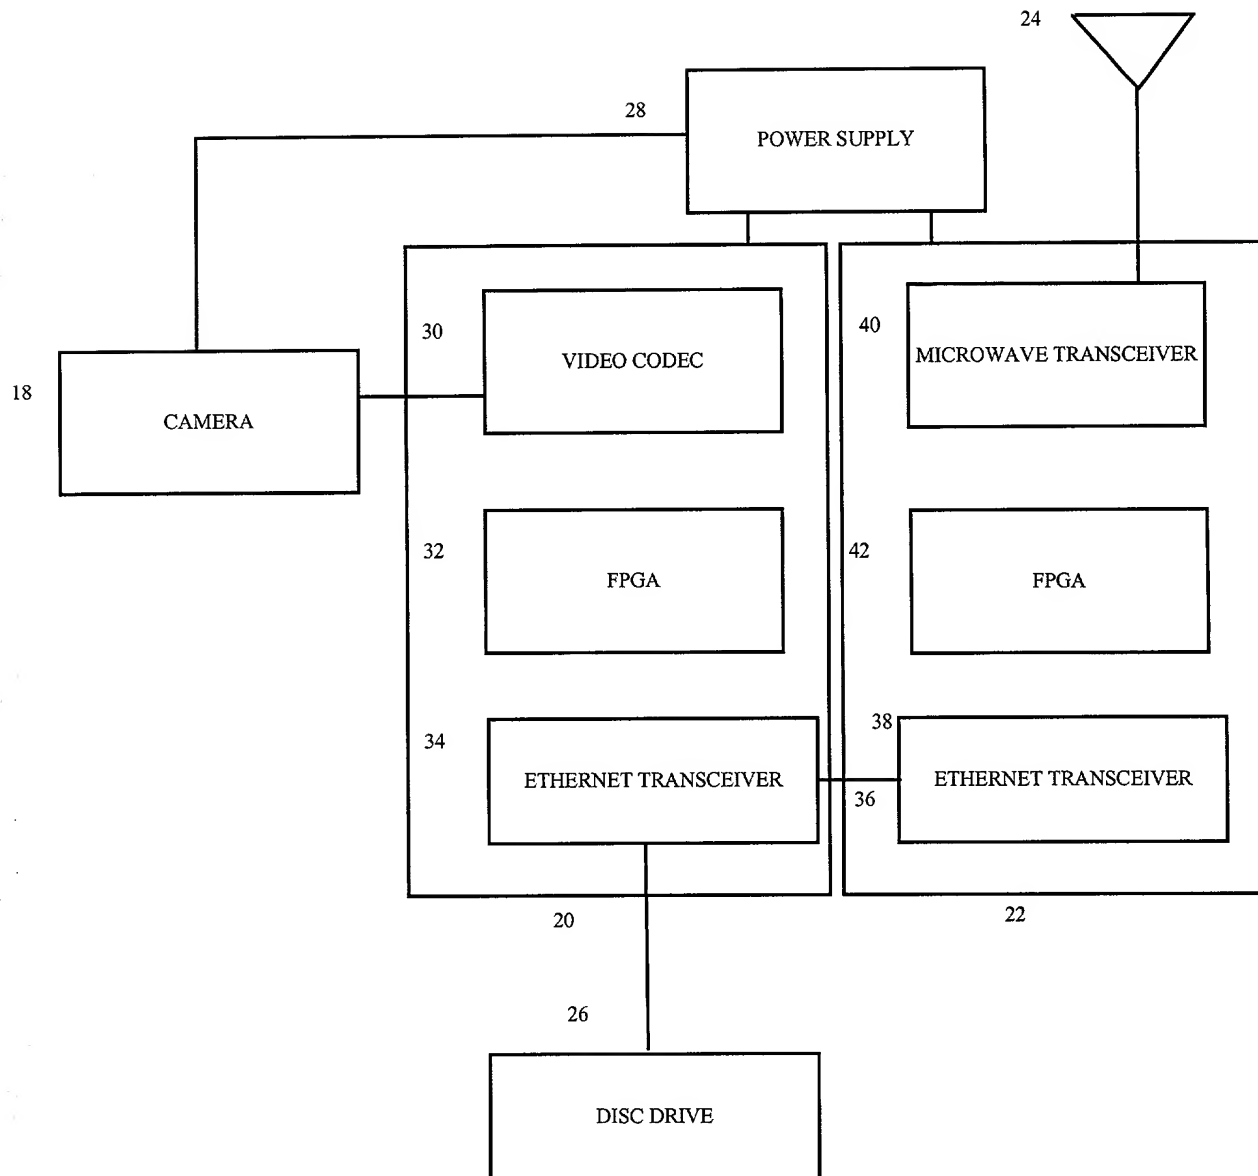 24
28
POWER SUPPLY
30
VIDEO CODEC
40
MICROWAVE TRANSCEIVER
18
CAMERA
32
FPGA
42
FPGA
34
ETHERNET TRANSCEIVER
38
36
ETHERNET TRANSCEIVER
20
22
26
DISC DRIVE